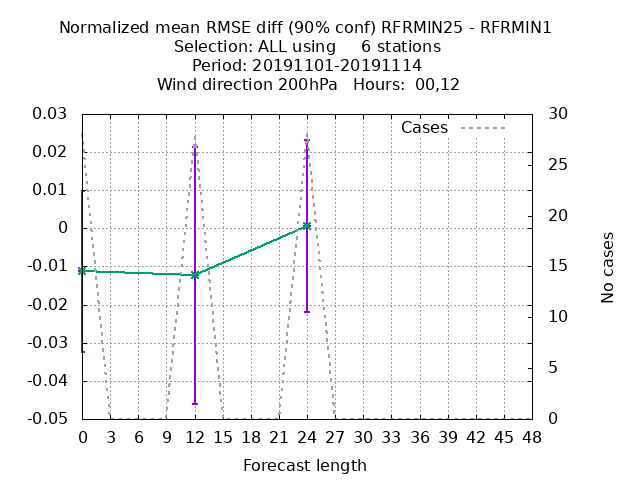 Normalized mean RMSE diff (90% conf) RFRMIN25 - RFRMIN1
Selection: ALL using     6 stations
Period: 20191101-20191114
Wind direction 200hPa   Hours:  00,12
Cases
0.03
0.02
0.01
0
-0.01
-0.02
-0.03
-0.04
-0.05
30
25
20
15
10
5
0
No cases
0 3 6 9 12 15 18 21 24 27 30 33 36 39 42 45 48
Forecast length